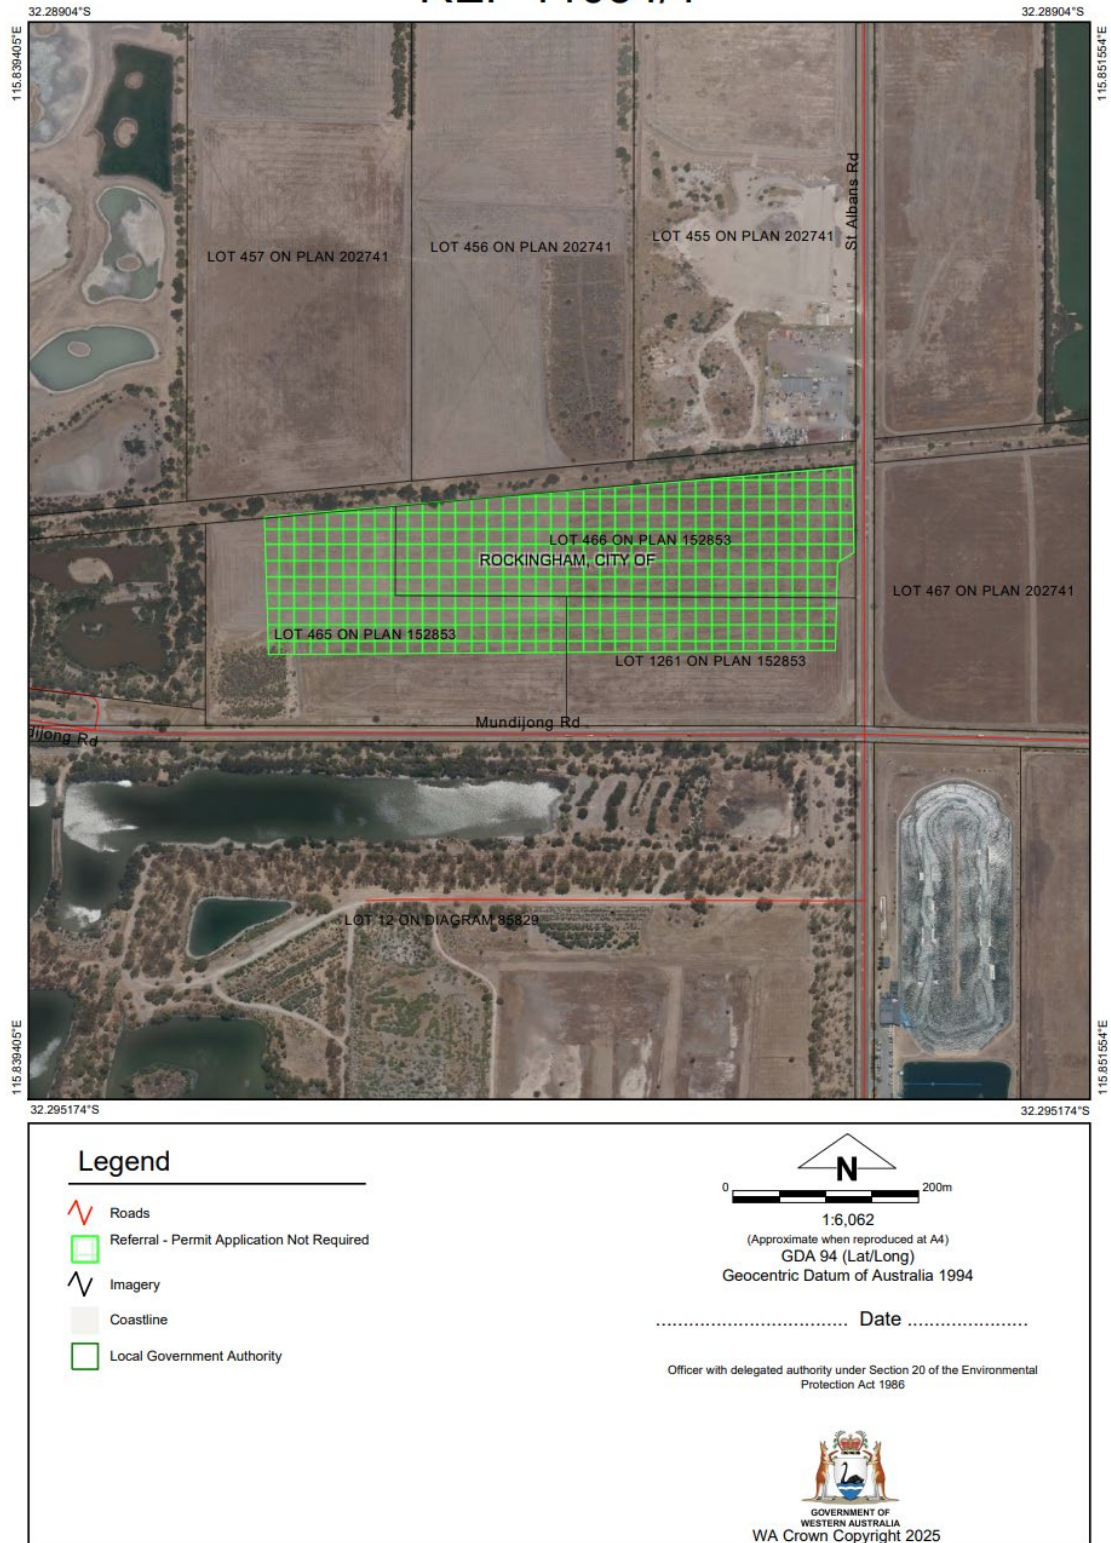 32.28904°S
32.28904°S
115.839405°E
115.851554°E
St Albans Rd
LOT 457 ON PLAN 202741
LOT 456 ON PLAN 202741
LOT 455 ON PLAN 202741
LOT 466 ON PLAN 152853
ROCKINGHAM, CITY OF
LOT 467 ON PLAN 202741
LOT 465 ON PLAN 152853
LOT 1261 ON PLAN 152853
Mundijong Rd
dijong Rd
LOT 12 ON DIAGRAM 85829
115.839405°E
115.851554°E
32.295174°S
32.295174°S
Legend
Roads
Referral - Permit Application Not Required
Imagery
Coastline
Local Government Authority
N
0
200m
1:6,062
(Approximate when reproduced at A4)
GDA 94 (Lat/Long)
Geocentric Datum of Australia 1994
................................... Date ......................
Officer with delegated authority under Section 20 of the Environmental
Protection Act 1986
GOVERNMENT OF
WESTERN AUSTRALIA
WA Crown Copyright 2025